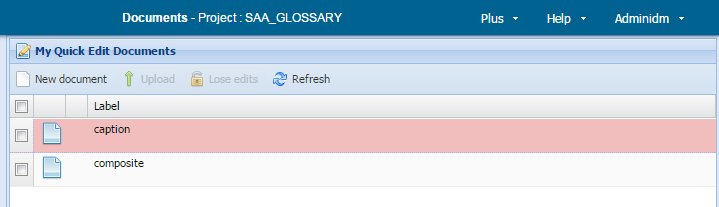 Documents - Project : SAA_GLOSSARY Plus Help Adminidm
My Quick Edit Documents
New document Upload Lose edits Refresh
Label
caption
composite